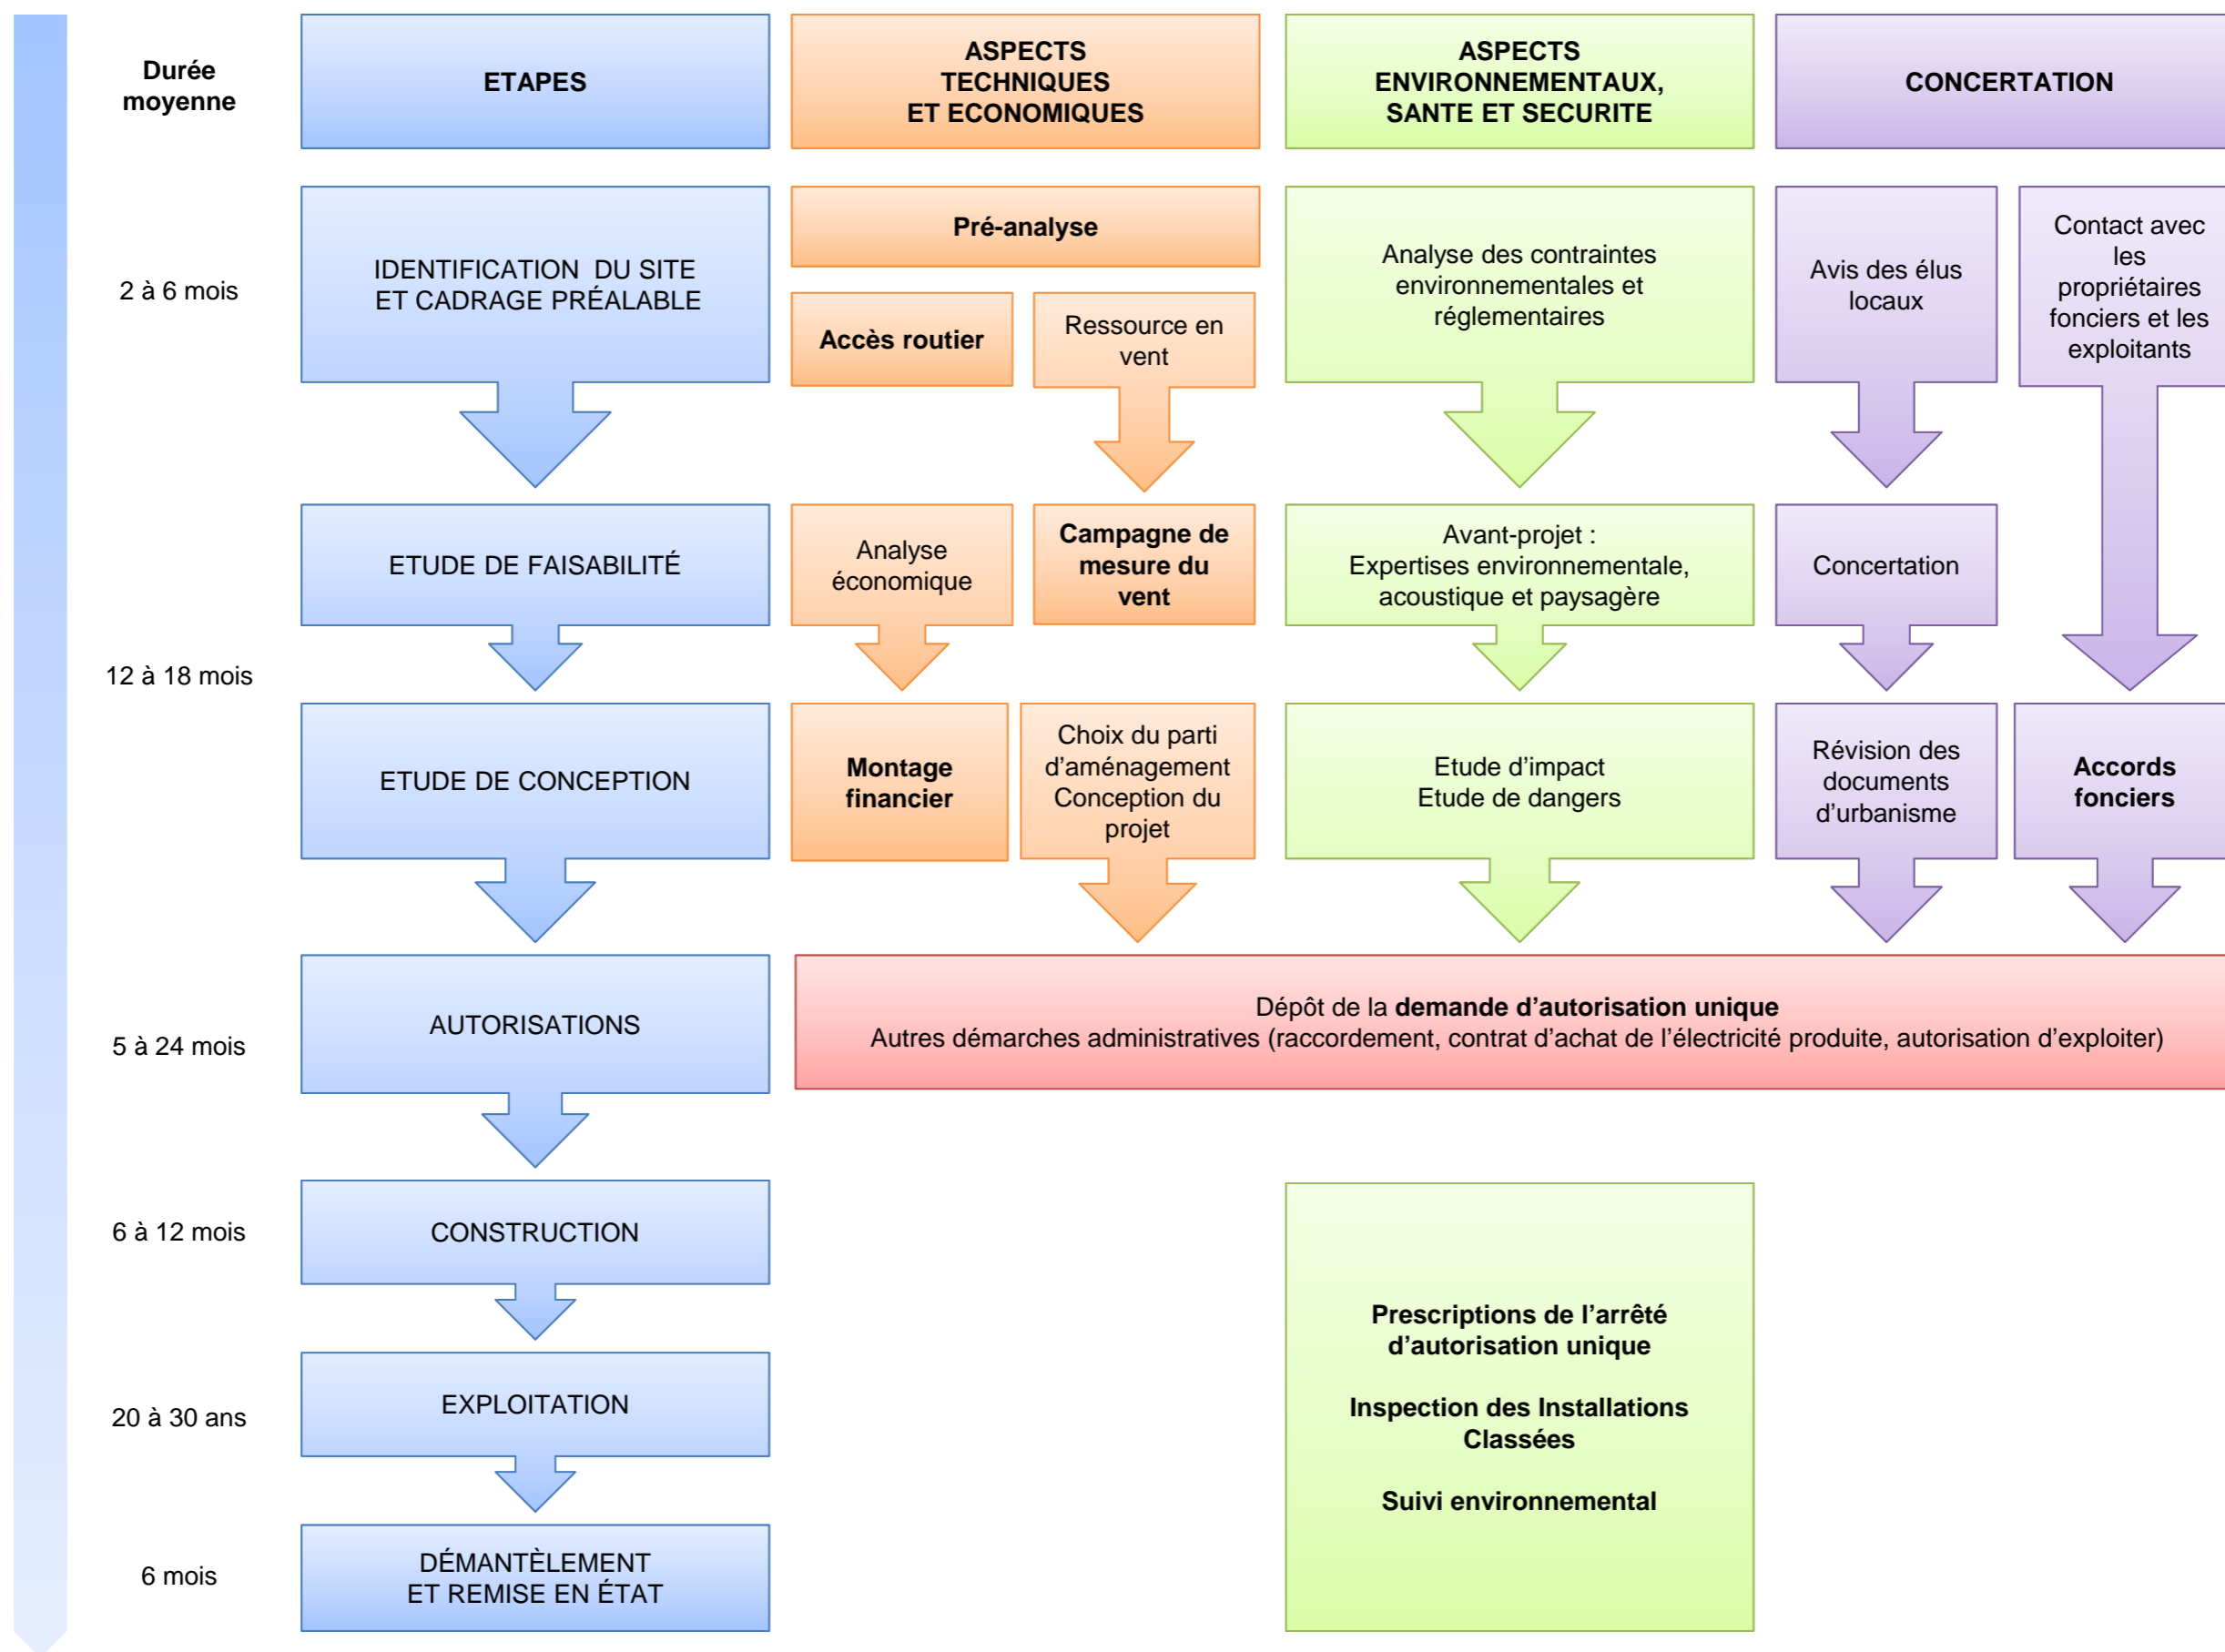 Durée
moyenne
ETAPES
ASPECTS
TECHNIQUES
ET ECONOMIQUES
ASPECTS
ENVIRONNEMENTAUX,
SANTE ET SECURITE
CONCERTATION
2 à 6 mois
IDENTIFICATION DU SITE
ET CADRAGE PRÉALABLE
Pré-analyse
Accès routier
Ressource en
vent
Analyse des contraintes
environnementales et
réglementaires
Avis des élus
locaux
Contact avec
les
propriétaires
fonciers et les
exploitants
12 à 18 mois
ETUDE DE FAISABILITÉ
Analyse
économique
Campagne de
mesure du
vent
Avant-projet :
Expertises environnementale,
acoustique et paysagère
Concertation
ETUDE DE CONCEPTION
Montage
financier
Choix du parti
d’aménagement
Conception du
projet
Etude d’impact
Etude de dangers
Révision des
documents
d’urbanisme
Accords
fonciers
5 à 24 mois
AUTORISATIONS
Dépôt de la demande d’autorisation unique
Autres démarches administratives (raccordement, contrat d’achat de l’électricité produite, autorisation d’exploiter)
6 à 12 mois
CONSTRUCTION
20 à 30 ans
EXPLOITATION
6 mois
DÉMANTÈLEMENT
ET REMISE EN ÉTAT
Prescriptions de l’arrêté
d’autorisation unique
Inspection des Installations
Classées
Suivi environnemental